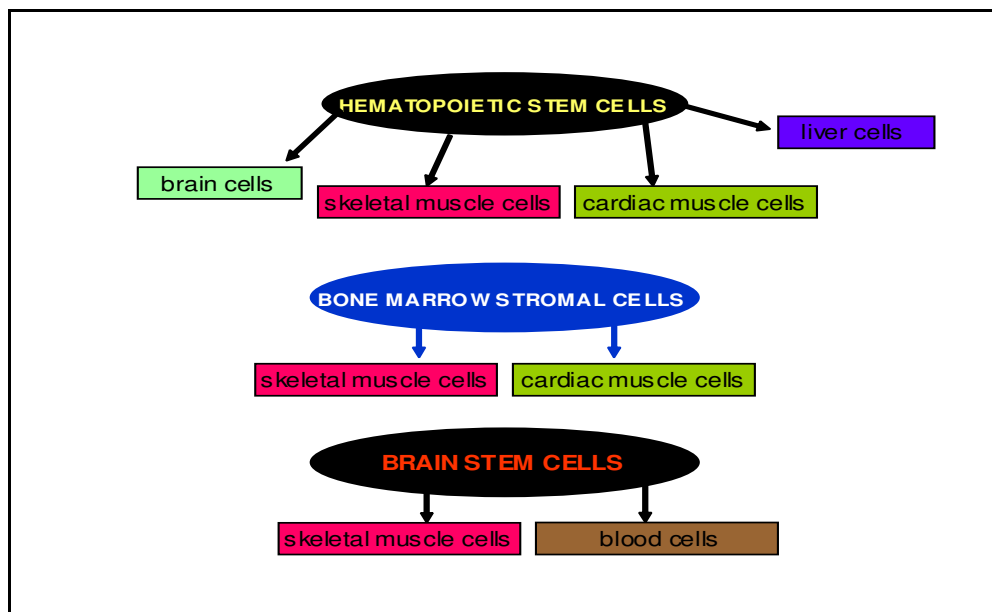 HEMATOPOIETIC STEM CELLS
liver cells
brain cells
skeletal muscle cells
cardiac muscle cells
BONE MARROW STROMAL CELLS
skeletal muscle cells
cardiac muscle cells
BRAIN STEM CELLS
skeletal muscle cells
blood cells